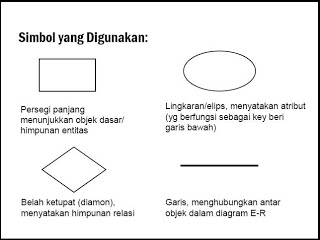 Simbol yang Digunakan:
Persegi panjang
menunjukkan objek dasar/
himpunan entitas
Lingkaran/elips, menyatakan atribut
(yg berfungsi sebagai key beri
garis bawah)
Belah ketupat (diamon),
menyatakan himpunan relasi
Garis, menghubungkan antar
objek dalam diagram E-R